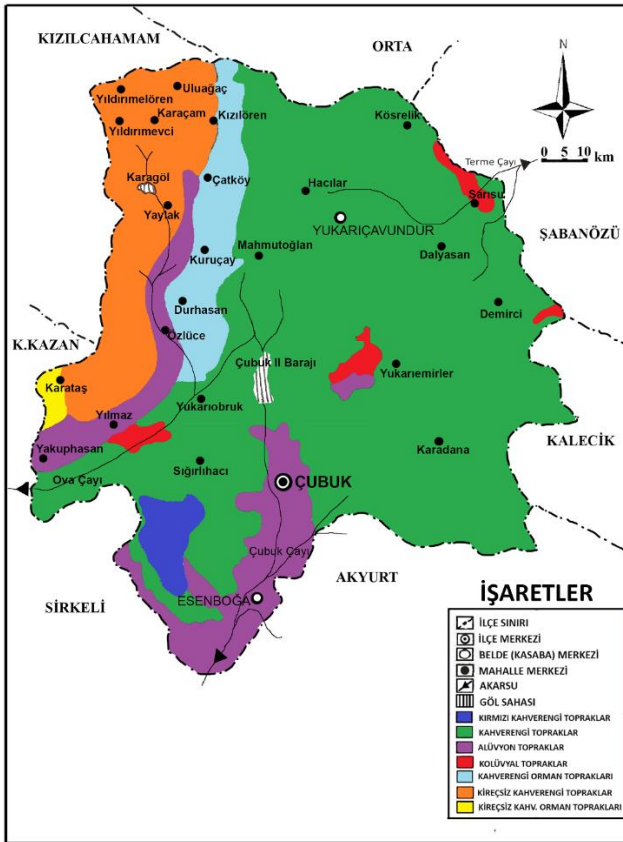 KIZILCAHAMAM
ORTA
N
Uluağaç
Yıldırımelören
Karaçam
Kızılören
Yıldırımevci
Kösrelik
0 5 10
km
Terme Çayı
Karagöl
Çatköy
Hacılar
Sarısu
Yaylak
YUKARIÇAVUNDUR
ŞABANÖZÜ
Kuruçay
Mahmutoğlan
Dalyasan
Durhasan
Demirci
Özlüce
K.KAZAN
Çubuk II Barajı
Karataş
Yukarıemirler
Yukarıobruk
Yılmaz
KALECİK
Yakuphasan
Karadana
Sığırlıhacı
Ova Çayı
ÇUBUK
Çubuk Çayı
AKYURT
SİRKELİ
ESENBOĞA
İŞARETLER
İLÇE SINIRI
İLÇE MERKEZİ
BELDE (KASABA) MERKEZİ
MAHALLE MERKEZİ
AKARSU
GÖL SAHASI
KIRMIZI KAHVERENGİ TOPRAKLAR
KAHVERENGİ TOPRAKLAR
ALÜVYON TOPRAKLAR
KOLÜVYAL TOPRAKLAR
KAHVERENGİ ORMAN TOPRAKLARI
KİREÇSİZ KAHVERENGİ TOPRAKLAR
KİREÇSİZ KAHV. ORMAN TOPRAKLARI